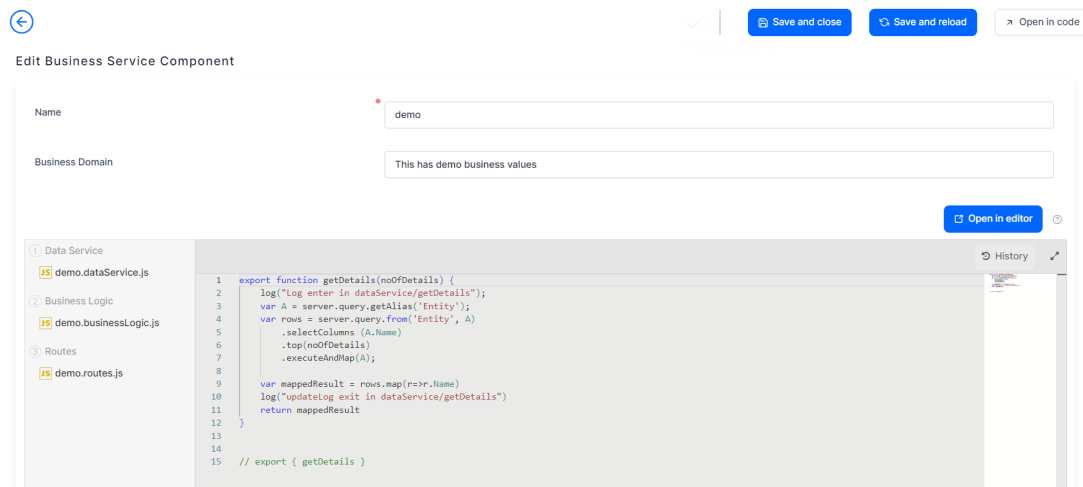 Save and close
Save and reload
Open in code
Edit Business Service Component
Name
demo
Business Domain
This has demo business values
Open in editor
1 Data Service
JS demo.dataService.js
2 Business Logic
JS demo.businessLogic.js
3 Routes
JS demo.routes.js
History
1 export function getDetails(noOfDetails) {
2 log("Log enter in dataService/getDetails");
3 var A = server.query.getAlias('Entity');
4 var rows = server.query.from('Entity', A)
5 .selectColumns (A.Name)
6 .top(noOfDetails)
7 .executeAndMap(A);
8
9 var mappedResult = rows.map(r=>r.Name)
10 log("updateLog exit in dataService/getDetails")
11 return mappedResult
12 }
13
14
15 // export { getDetails }